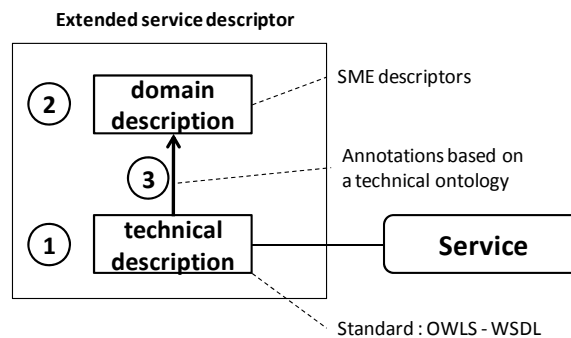 Extended service descriptor
2
domain
description
SME descriptors
3
Annotations based on
a technical ontology
1
technical
description
Service
Standard : OWLS - WSDL